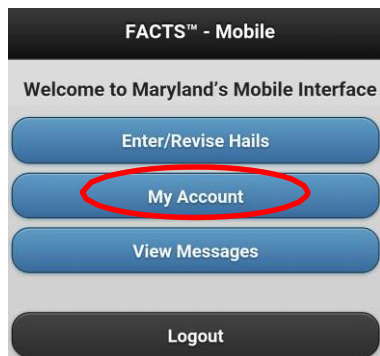 FACTS™ - Mobile
Welcome to Maryland's Mobile Interface
Enter/Revise Hails
My Account
View Messages
Logout